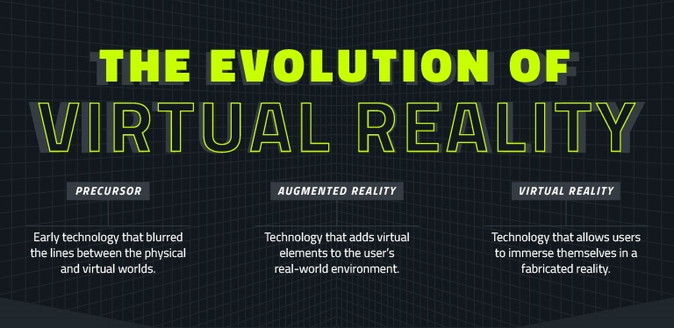 THE EVOLUTION OF
VIRTUAL REALITY
PRECURSOR
Early technology that blurred
the lines between the physical
and virtual worlds.
AUGMENTED REALITY
Technology that adds virtual
elements to the user's
real-world environment.
VIRTUAL REALITY
Technology that allows users
to immerse themselves in a
fabricated reality.